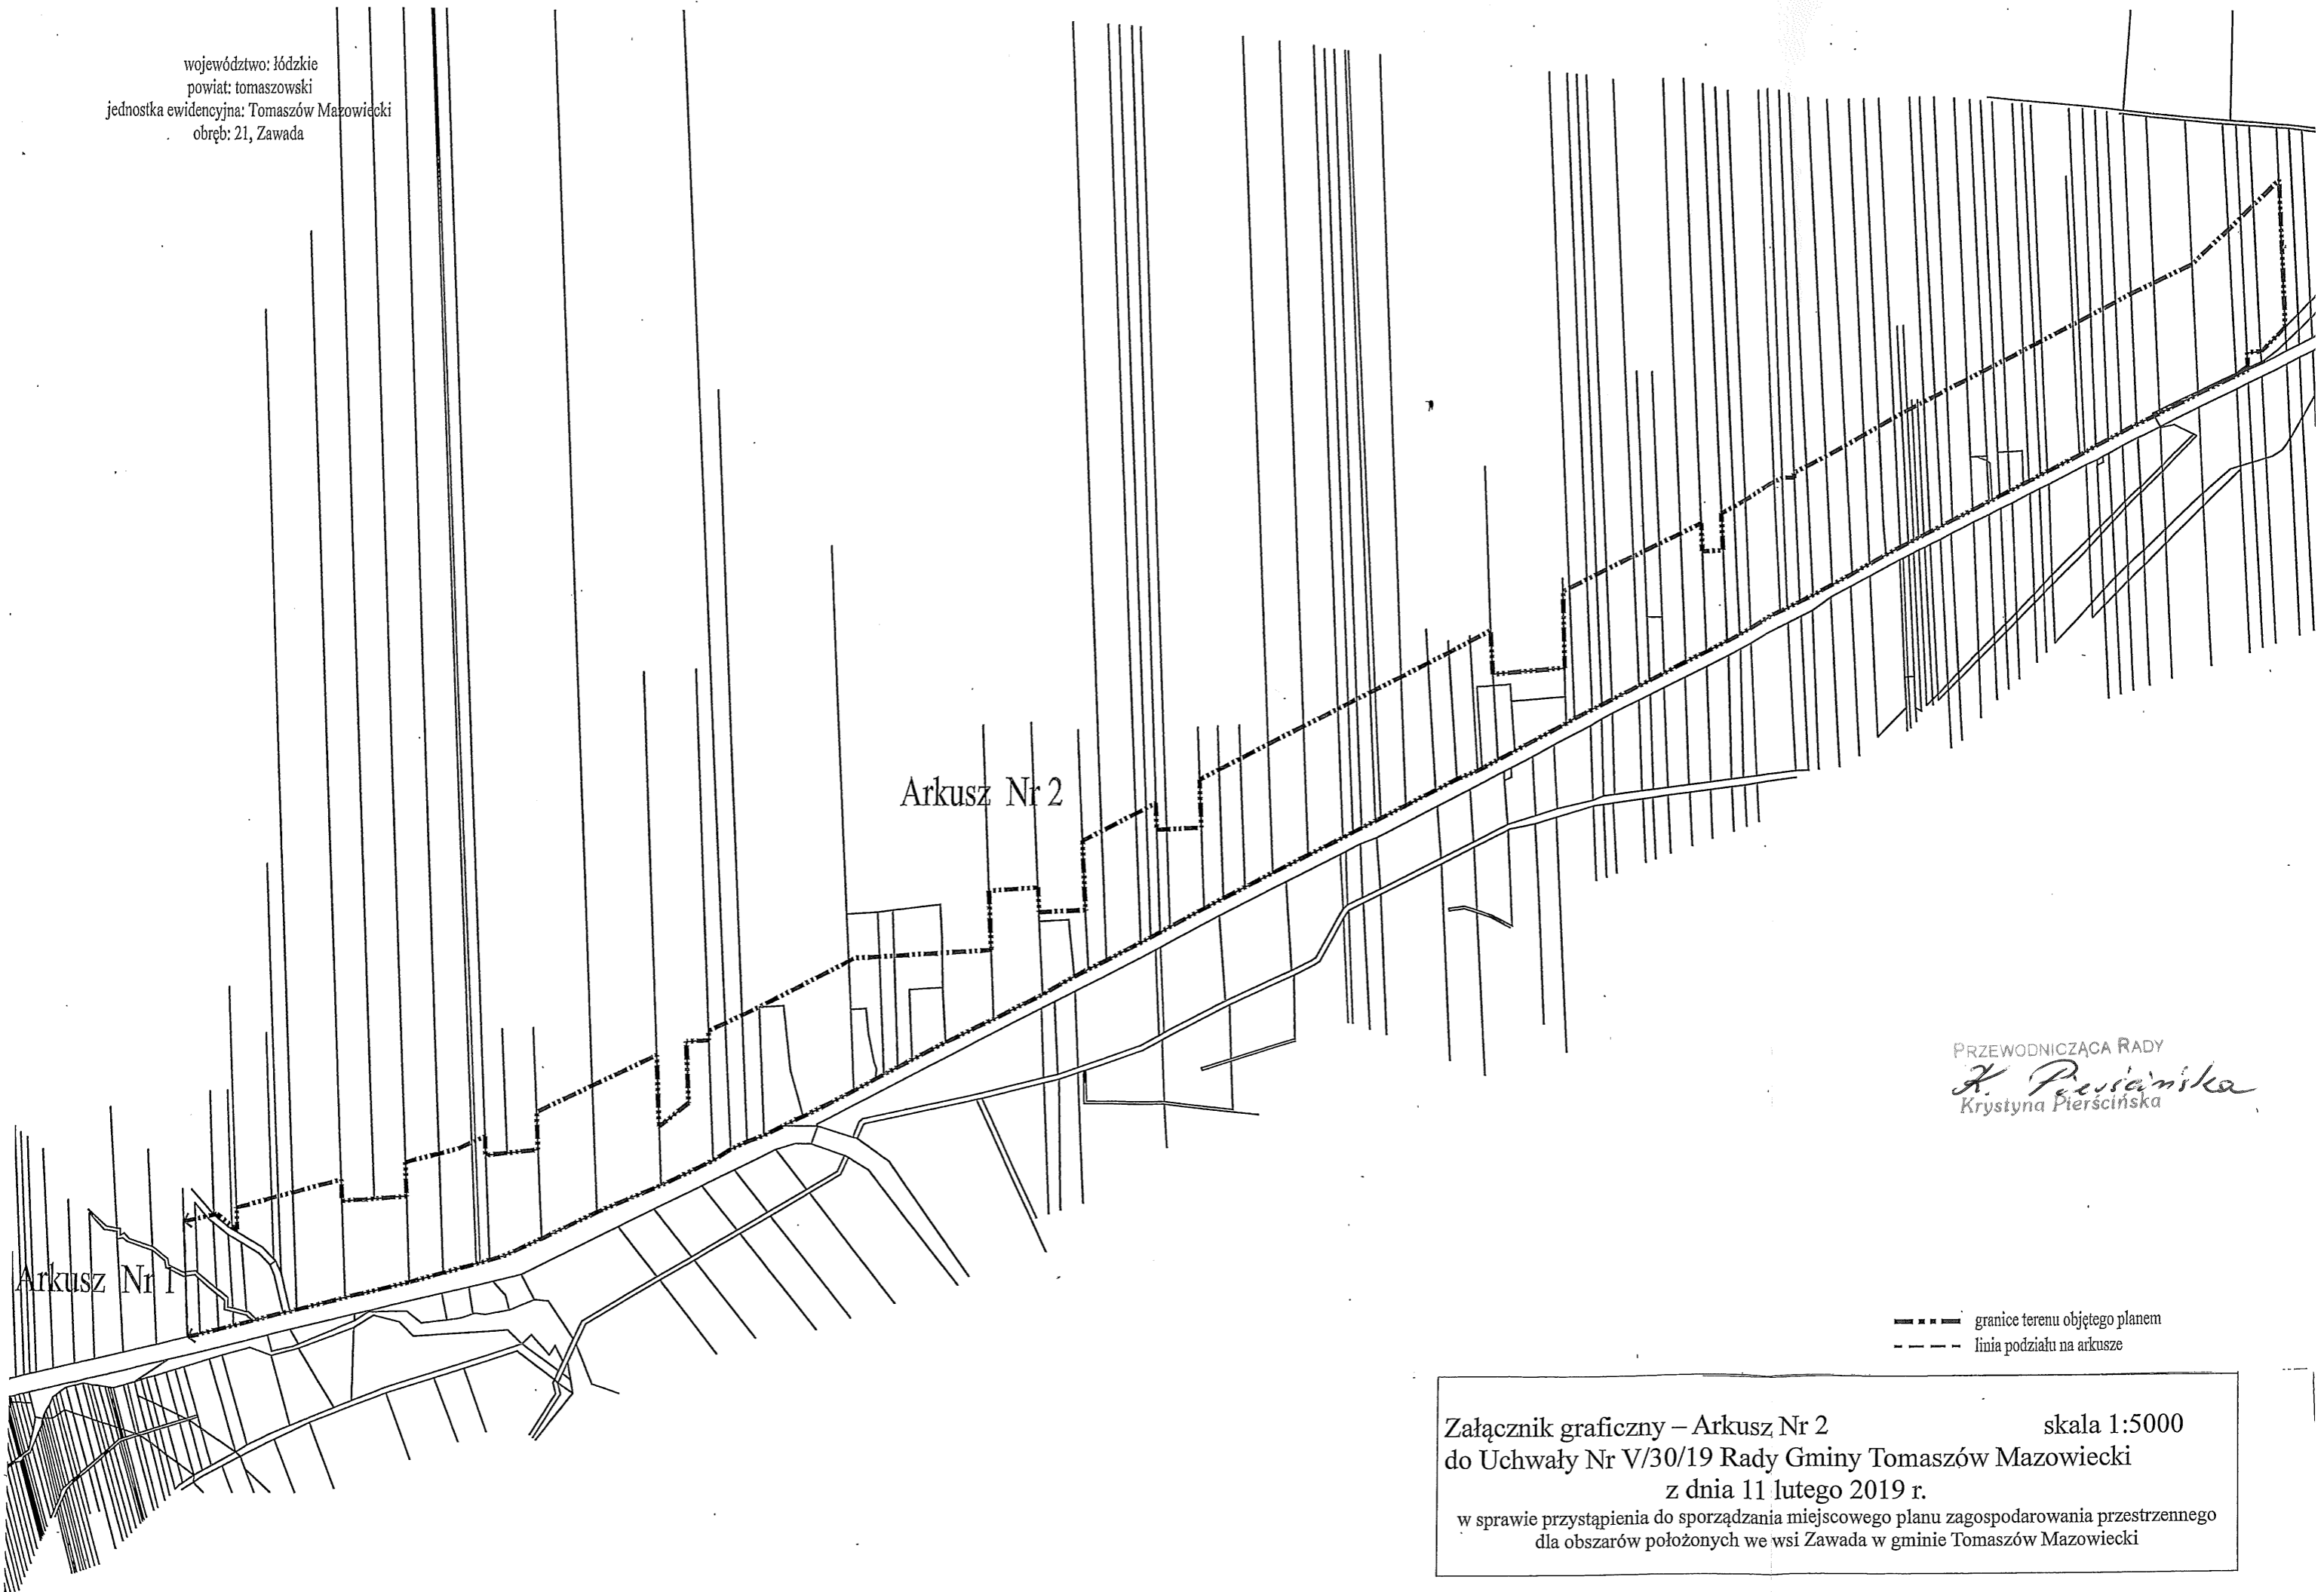 województwo: łódzkie
powiat: tomaszowski
jednostka ewidencyjna: Tomaszów Mazowiecki
obręb: 21, Zawada
Arkusz Nr 2
Arkusz Nr 1
PRZEWODNICZĄCA RADY
K. Pierścińska
Krystyna Pierścińska
granice terenu objętego planem
linia podziału na arkusze
Załącznik graficzny – Arkusz Nr 2 skala 1:5000
do Uchwały Nr V/30/19 Rady Gminy Tomaszów Mazowiecki
z dnia 11 lutego 2019 r.
w sprawie przystąpienia do sporządzania miejscowego planu zagospodarowania przestrzennego
dla obszarów położonych we wsi Zawada w gminie Tomaszów Mazowiecki